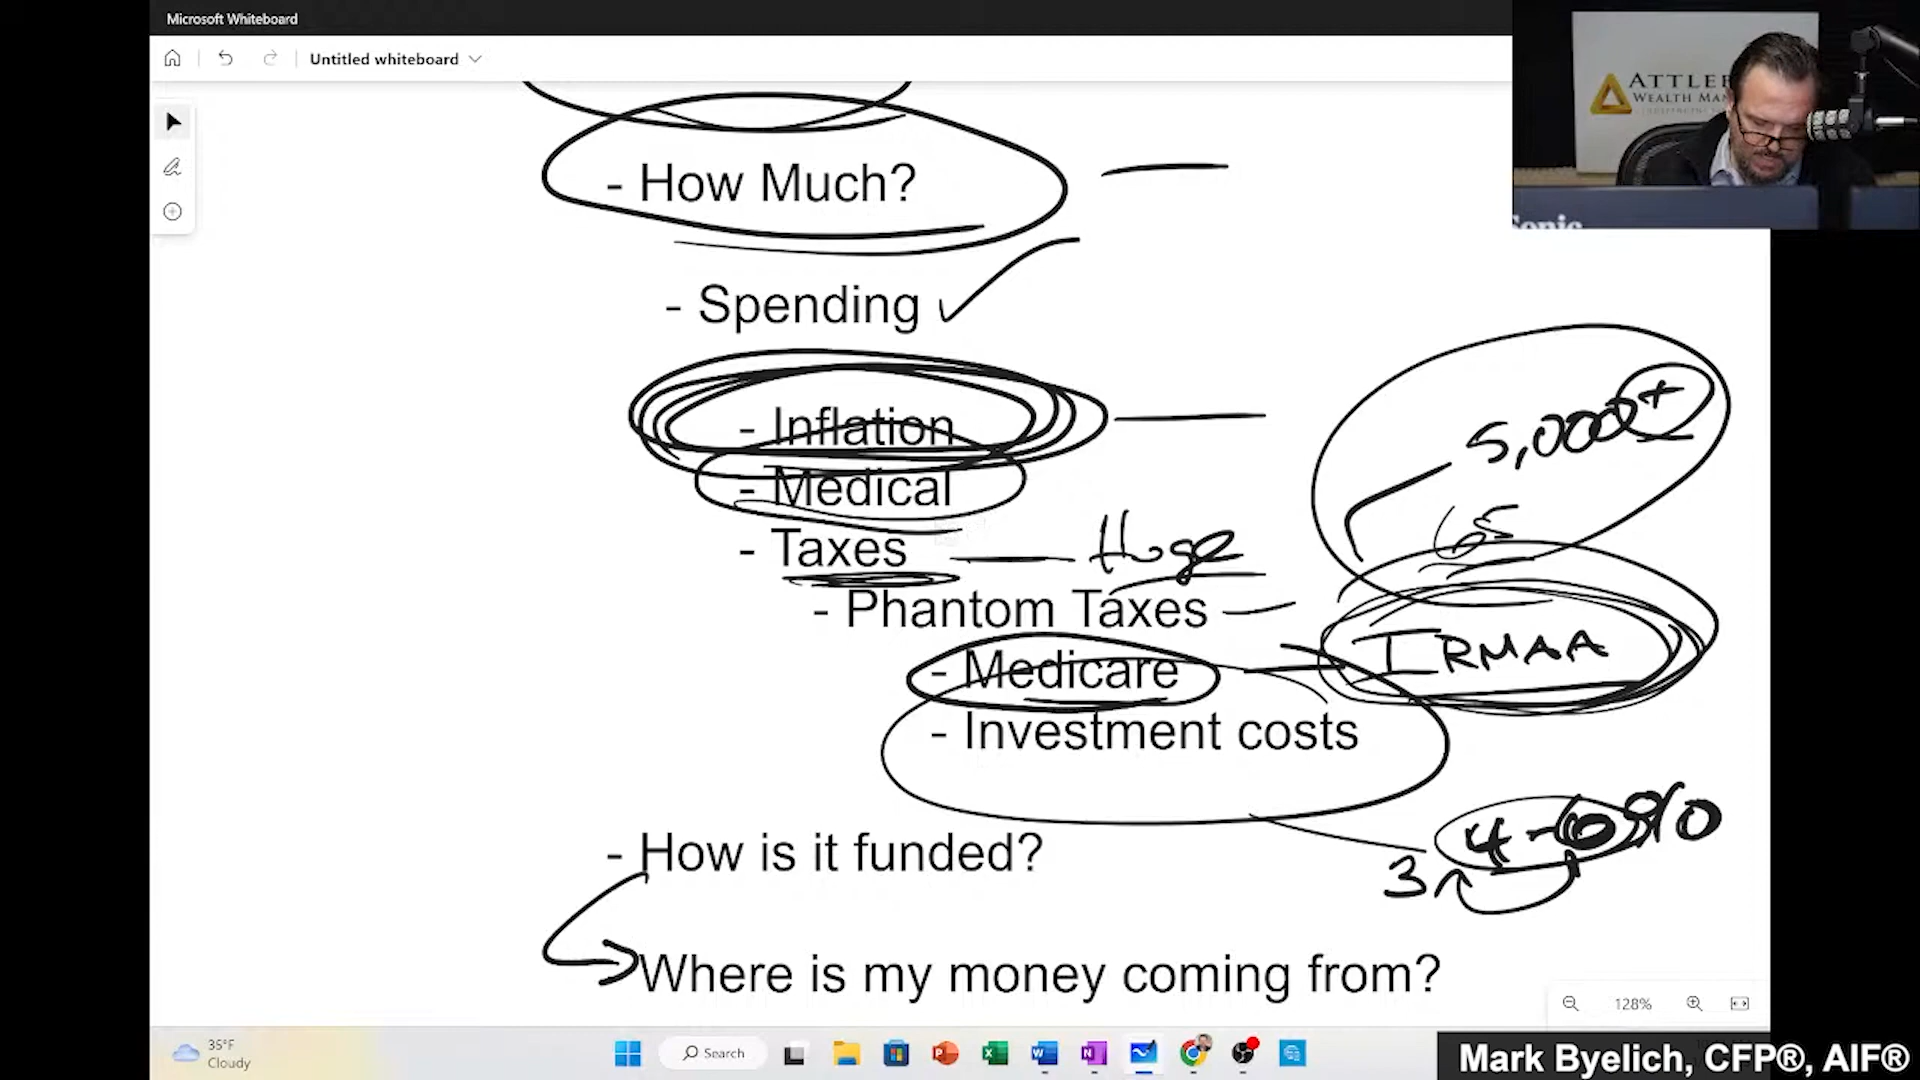 Microsoft Whiteboard
Untitled whiteboard
ATTLE
WEALTH MAN
- How Much?
- Spending
5,000+
- Inflation
- Medical
65
- Taxes — Huge
- Phantom Taxes
IRMAA
- Medicare
- Investment costs
4-6%
3
- How is it funded?
Where is my money coming from?
128%
35°F
Cloudy
Search
Mark Byelich, CFP®, AIF®